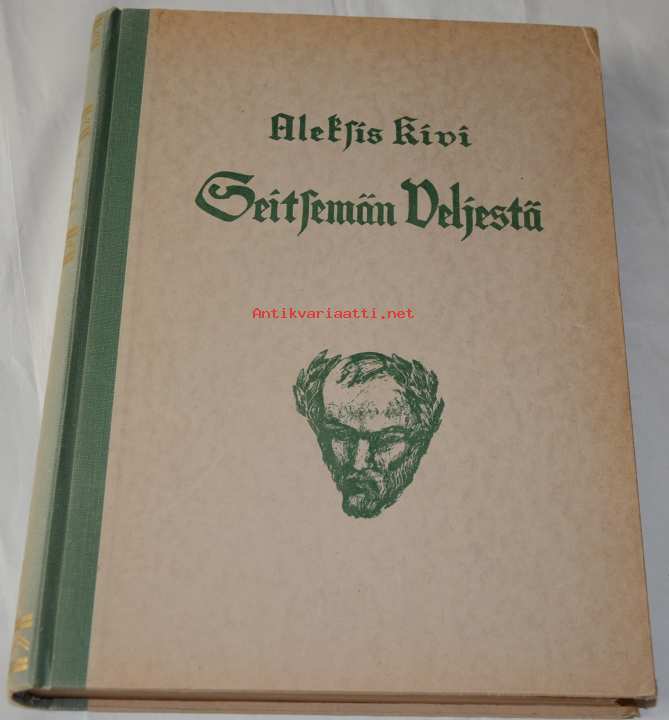 Aleksis Kivi
Seitsemän Veljestä
Antikvariaatti.net